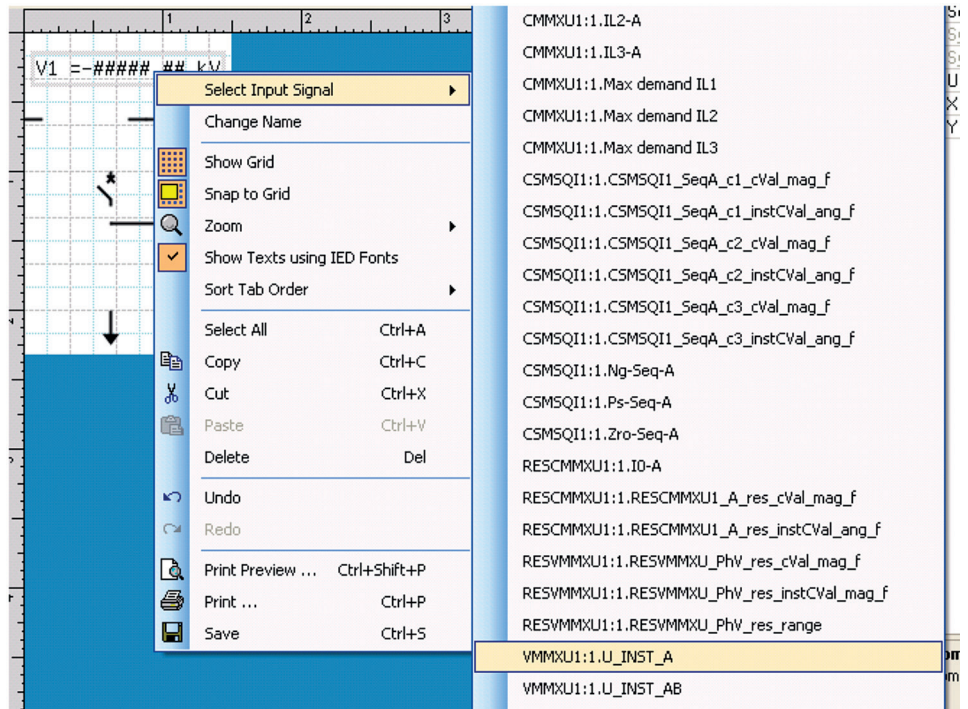 1 2 3
V1 =-#####.## kV
Select Input Signal
Change Name
Show Grid
Snap to Grid
Zoom
Show Texts using IED Fonts
Sort Tab Order
Select All Ctrl+A
Copy Ctrl+C
Cut Ctrl+X
Paste Ctrl+V
Delete Del
Undo
Redo
Print Preview ... Ctrl+Shift+P
Print ... Ctrl+P
Save Ctrl+S
CMMXU1:1.IL2-A
CMMXU1:1.IL3-A
CMMXU1:1.Max demand IL1
CMMXU1:1.Max demand IL2
CMMXU1:1.Max demand IL3
CSMSQI1:1.CSMSQI1_SeqA_c1_cVal_mag_f
CSMSQI1:1.CSMSQI1_SeqA_c1_instCVal_ang_f
CSMSQI1:1.CSMSQI1_SeqA_c2_cVal_mag_f
CSMSQI1:1.CSMSQI1_SeqA_c2_instCVal_ang_f
CSMSQI1:1.CSMSQI1_SeqA_c3_cVal_mag_f
CSMSQI1:1.CSMSQI1_SeqA_c3_instCVal_ang_f
CSMSQI1:1.Ng-Seq-A
CSMSQI1:1.Ps-Seq-A
CSMSQI1:1.Zro-Seq-A
RESCMMXU1:1.I0-A
RESCMMXU1:1.RESCMMXU1_A_res_cVal_mag_f
RESCMMXU1:1.RESCMMXU1_A_res_instCVal_ang_f
RESVMMXU1:1.RESVMMXU_PhV_res_cVal_mag_f
RESVMMXU1:1.RESVMMXU_PhV_res_instCVal_mag_f
RESVMMXU1:1.RESVMMXU_PhV_res_range
VMMXU1:1.U_INST_A
VMMXU1:1.U_INST_AB
U
X
Y